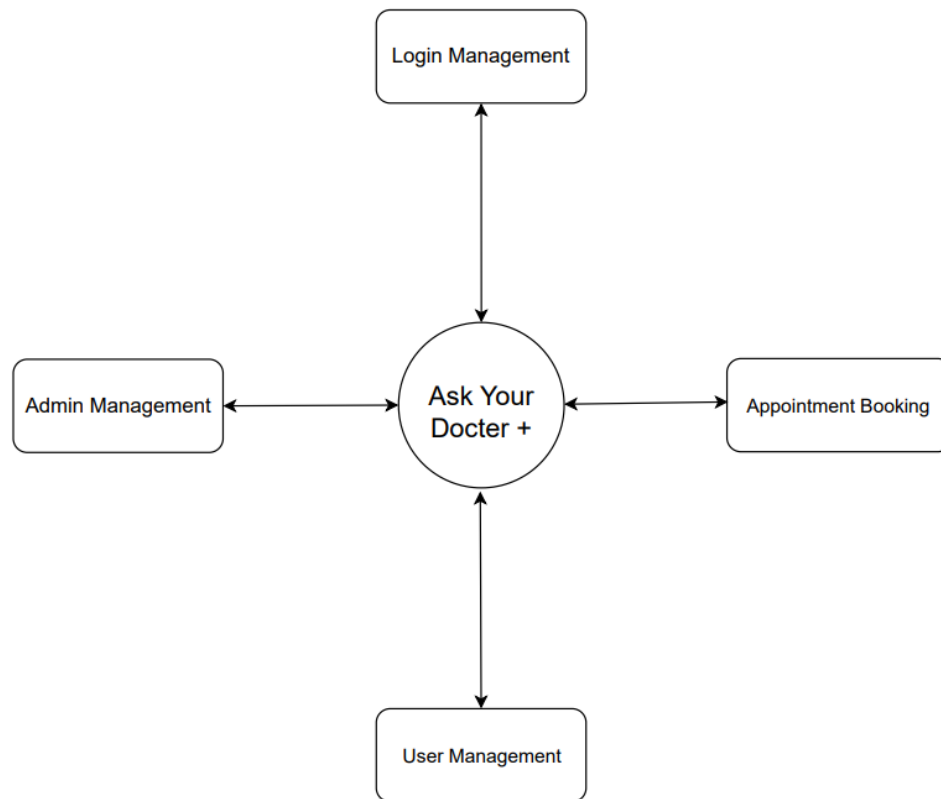 Login Management
Admin Management
Ask Your
Docter +
Appointment Booking
User Management